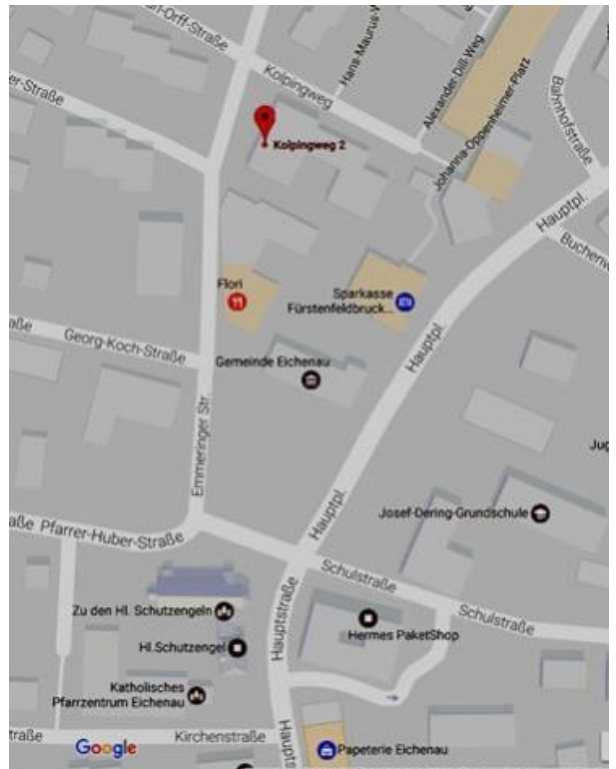 rl-Orff-Straße
Hans-Maurus-W
Alexander-Dill-Weg
Kolpingweg
er-Straße
Johanna-Oppenheimer-Platz
Bahnhofstraße
Kolpingweg 2
Hauptpl.
Buchenw
Flori
Sparkasse
Fürstenfeldbruck...
aße
Georg-Koch-Straße
Hauptpl.
Gemeinde Eichenau
Emmeringer Str.
Jug
Josef-Dering-Grundschule
Hauptpl.
aße
Pfarrer-Huber-Straße
Schulstraße
Zu den Hl. Schutzengeln
Hauptstraße
Schulstraße
Hermes PaketShop
Hl.Schutzengel
Katholisches
Pfarrzentrum Eichenau
traße
Google
Kirchenstraße
Haupts
Papeterie Eichenau